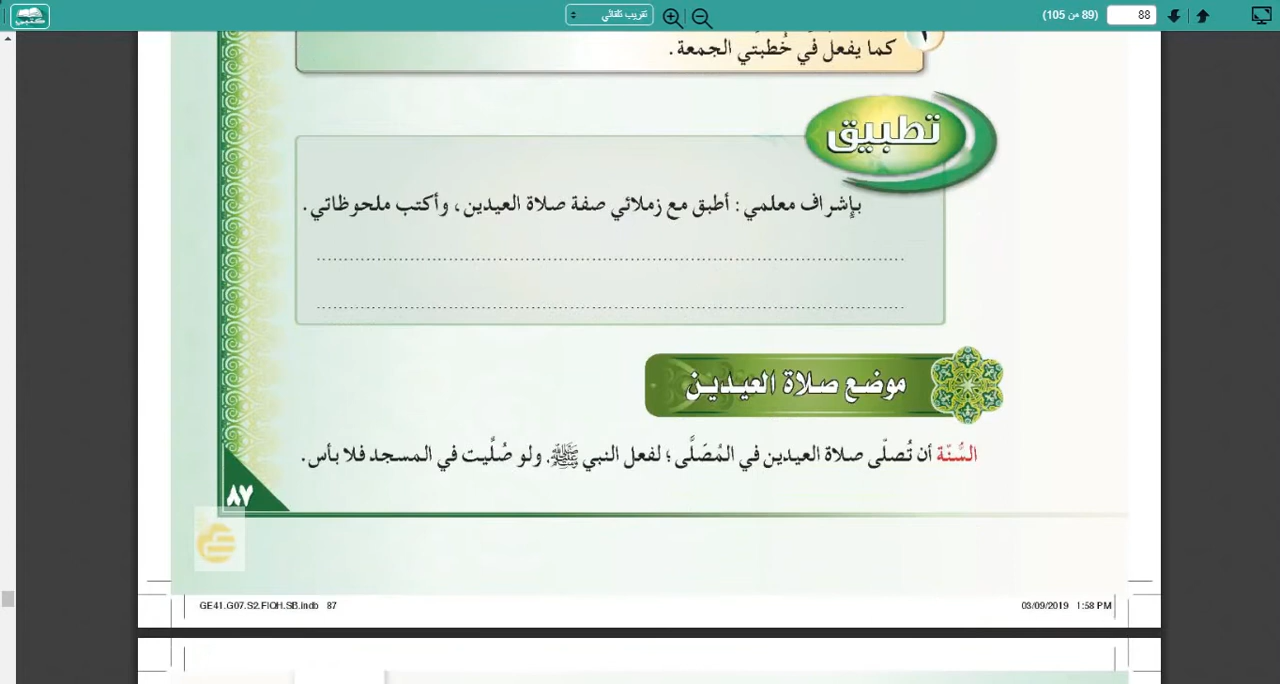 كتبي
تقريب تلقائي
(89 من 105)
88
كما يفعل في خُطبتي الجمعة .
تطبيق
بإشراف معلمي : أطبق مع زملائي صفة صلاة العيدين ، وأكتب ملحوظاتي .
موضع صلاة العيدين
السُّنّة أن تُصلّى صلاة العيدين في المُصَلَّى ؛ لفعل النبي ﷺ، ولو صُلَّيت في المسجد فلا بأس .
٨٧
GE41.G07.S2.FIQH.SB.indb 87
03/09/2019 1:58 PM